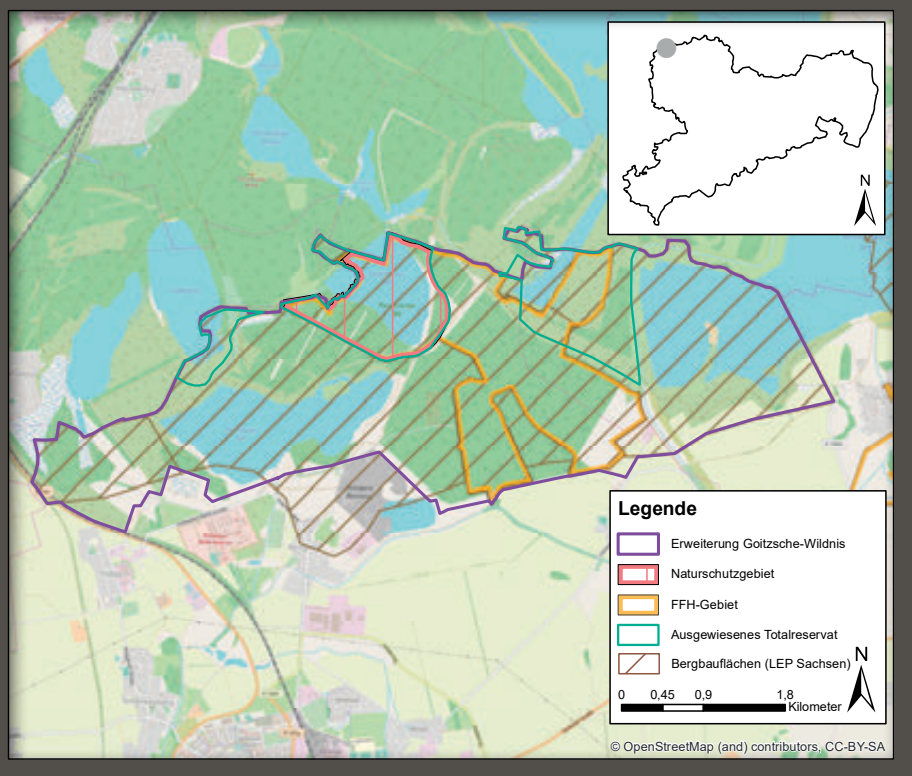 N
Legende
Erweiterung Goitzsche-Wildnis
Naturschutzgebiet
FFH-Gebiet
Ausgewiesenes Totalreservat
Bergbauflächen (LEP Sachsen)
N
0 0,45 0,9 1,8
Kilometer
© OpenStreetMap (and) contributors, CC-BY-SA